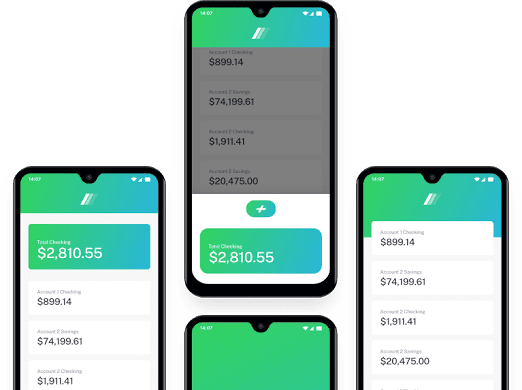 14:07
Account 1 Checking
$899.14
Account 2 Savings
$74,199.61
Account 2 Checking
$1,911.41
Account 2 Savings
$20,475.00
Total Checking
$2,810.55
14:07
Total Checking
$2,810.55
Account 1 Checking
$899.14
Account 2 Savings
$74,199.61
Account 2 Checking
$1,911.41
14:07
Account 1 Checking
$899.14
Account 2 Savings
$74,199.61
Account 2 Checking
$1,911.41
Account 2 Savings
$20,475.00
14:07